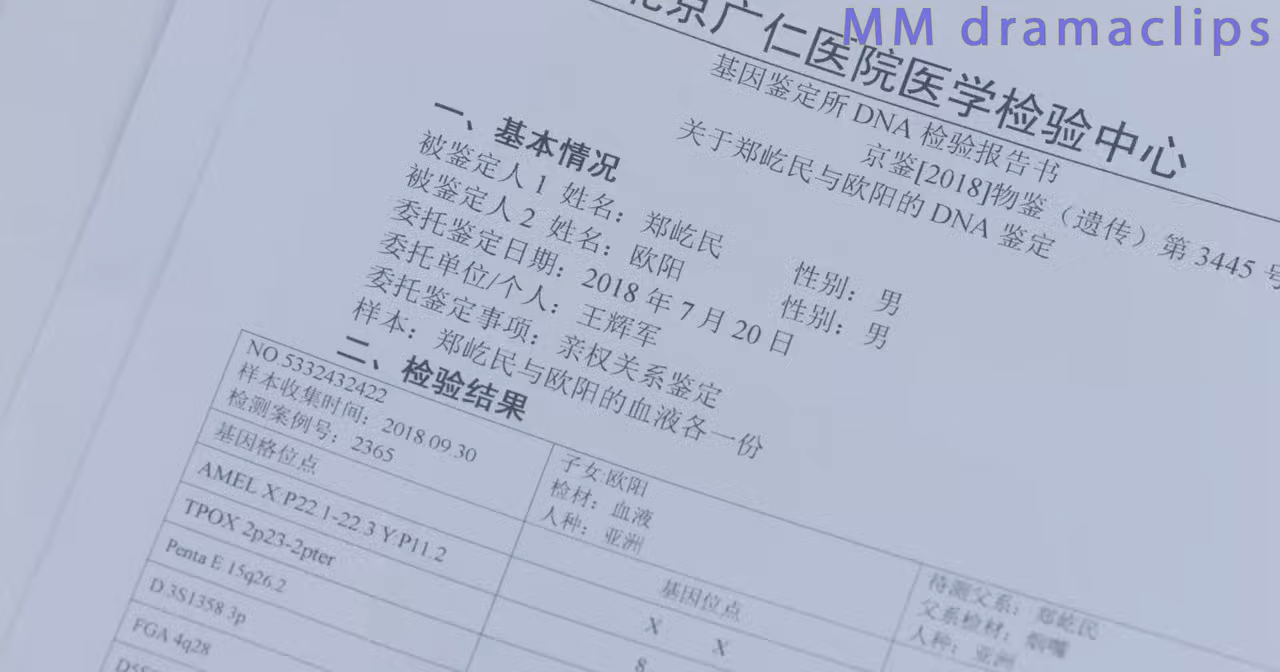 MM dramaclips
北京广仁医院医学检验中心
基因鉴定所 DNA 检验报告书
京鉴[2018]物鉴（遗传）第 3445 号
关于郑屹民与欧阳的 DNA 鉴定
一、基本情况
被鉴定人 1 姓名：郑屹民 性别：男
被鉴定人 2 姓名：欧阳 性别：男
委托鉴定日期：2018 年 7 月 20 日
委托单位/个人：王辉军
委托鉴定事项：亲权关系鉴定
样本：郑屹民与欧阳的血液各一份
二、检验结果
NO.5332432422
样本收集时间：2018.09.30
检测案例号：2365
子女:欧阳
检材：血液
人种：亚洲
待测父系：郑屹民
父系检材：烟嘴
人种：亚洲
基因格位点
基因位点
AMEL X:P22.1-22.3 Y:P11.2
X X
TPOX 2p23-2pter
8
Penta E 15q26.2
D 3S1358 3p
FGA 4q28